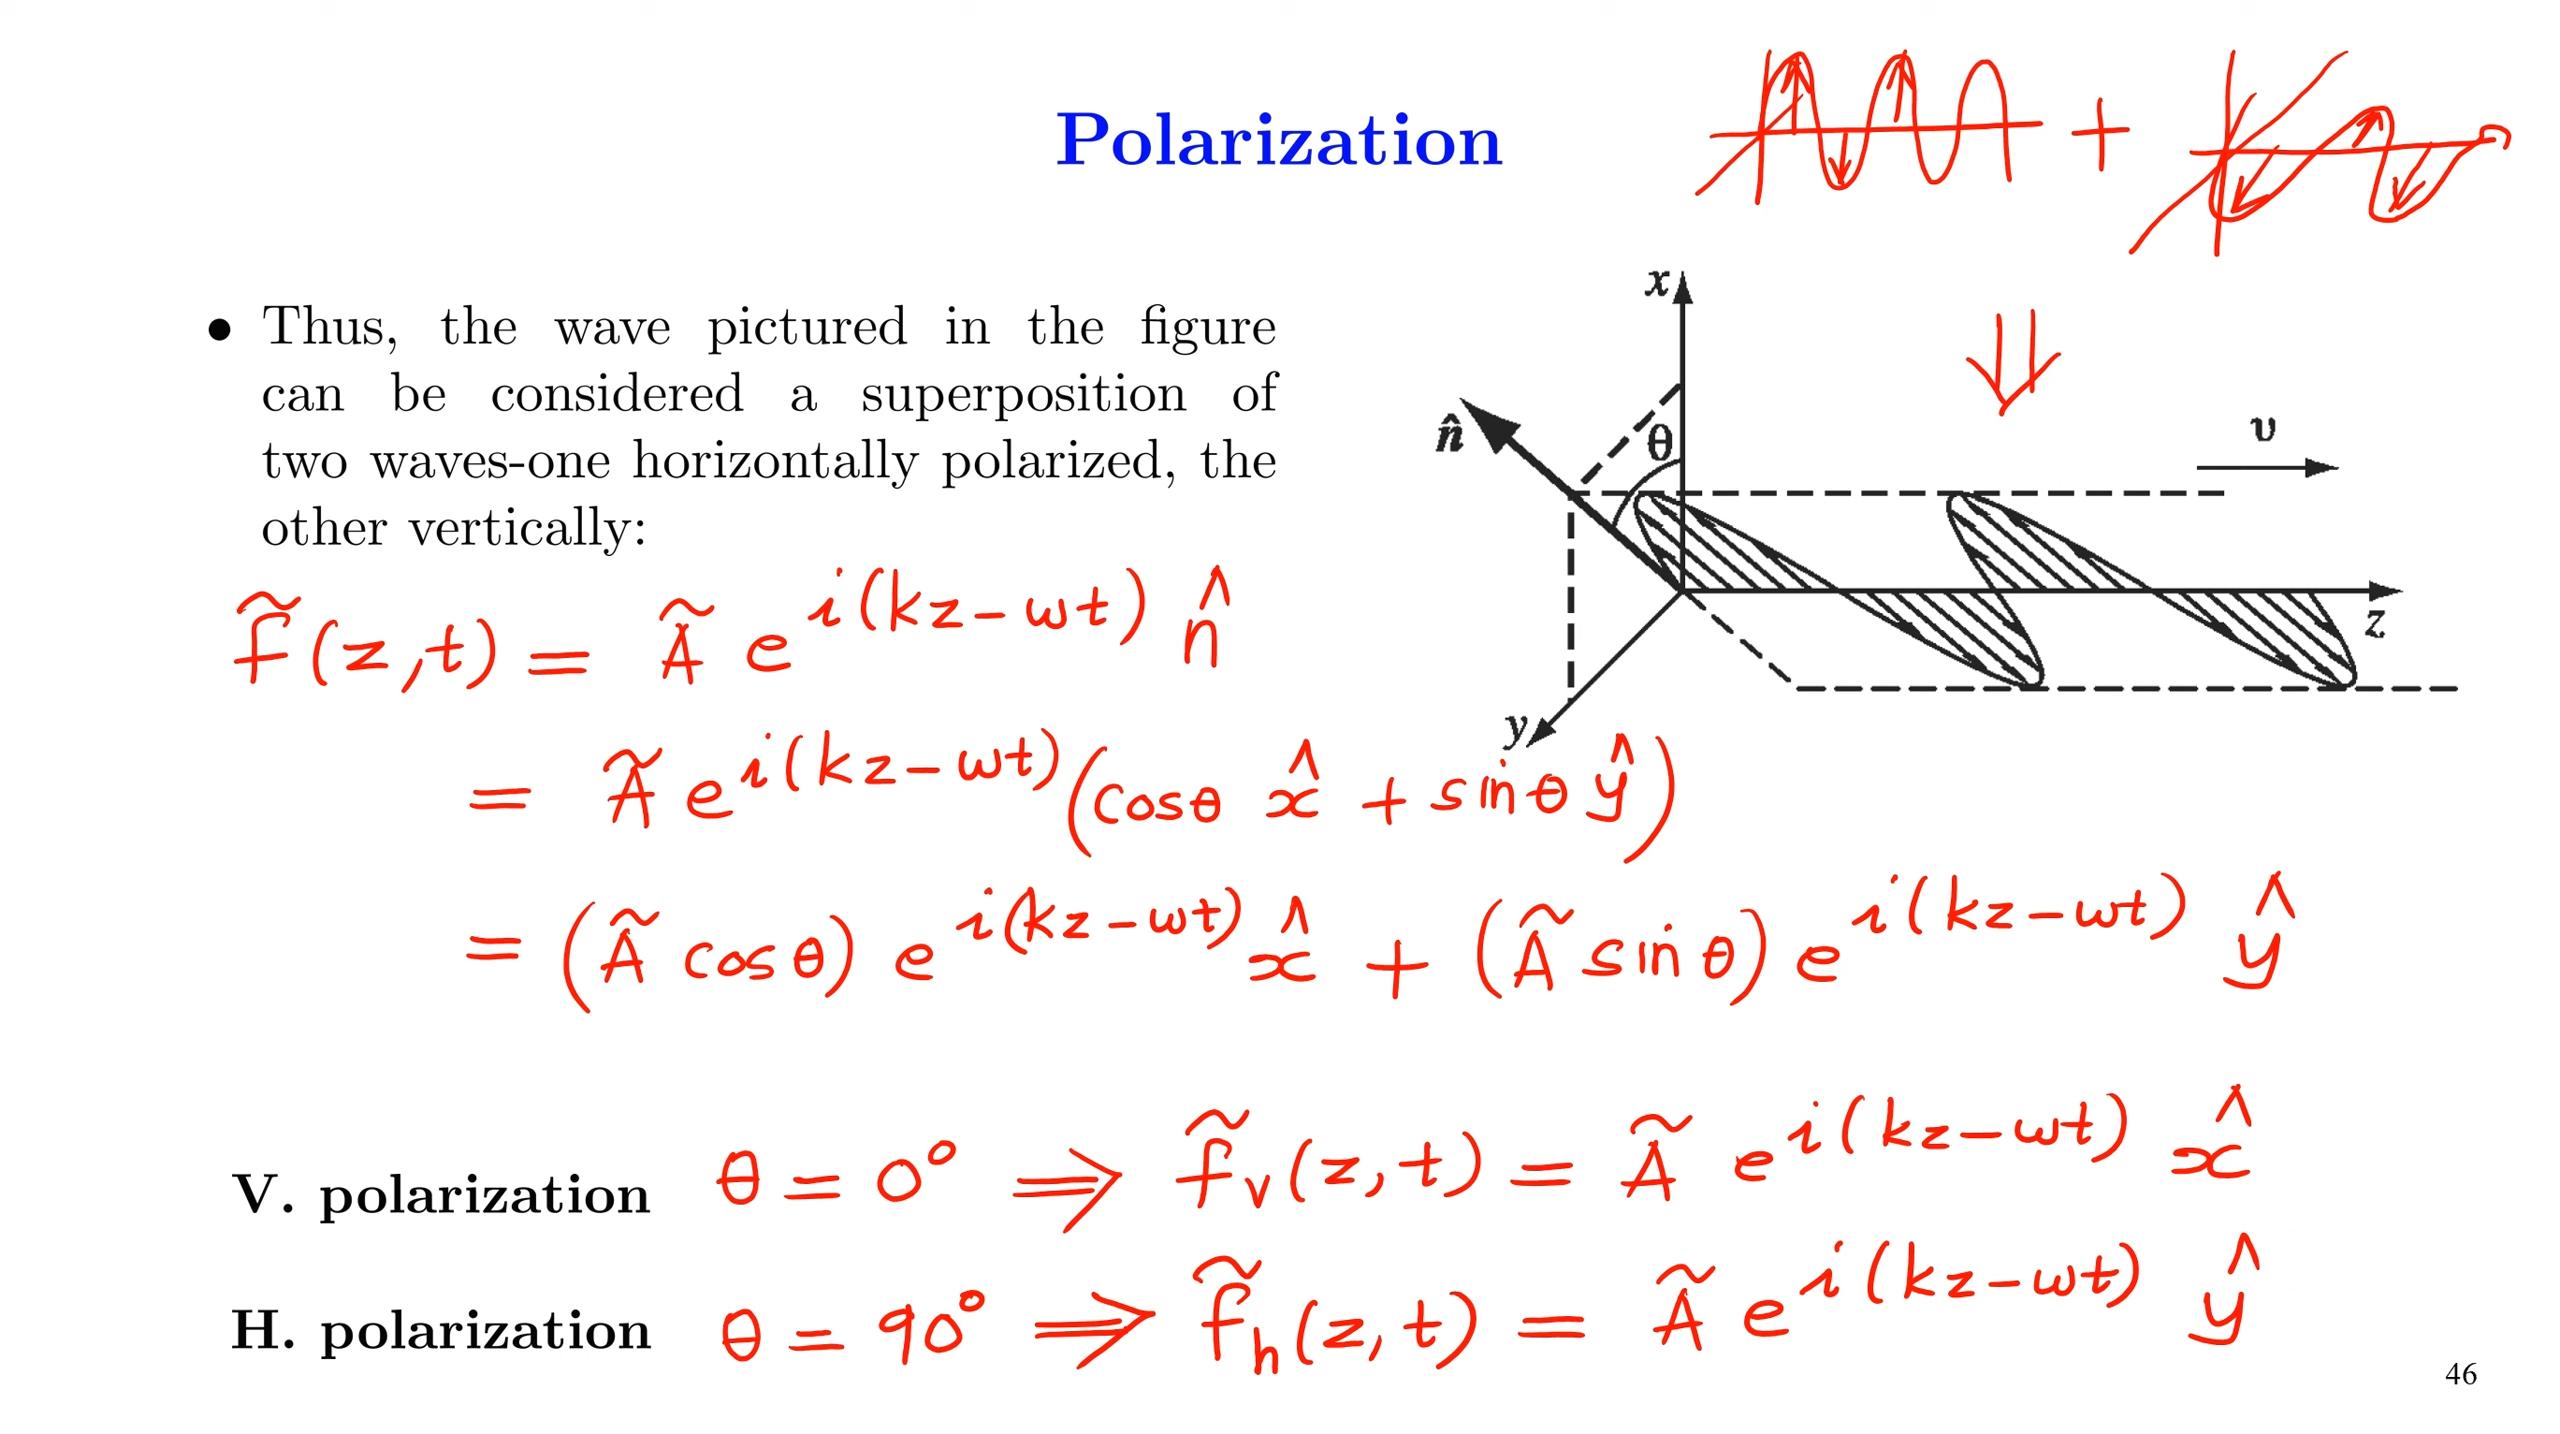 Polarization
• Thus, the wave pictured in the figure
can be considered a superposition of
two waves-one horizontally polarized, the
other vertically:
x
n̂
θ
υ
z
y
f̃(z,t) = Ã e^{i(kz-ωt)} n̂
= Ã e^{i(kz-ωt)} (cosθ x̂ + sinθ ŷ)
= (Ã cosθ) e^{i(kz-ωt)} x̂ + (Ã sinθ) e^{i(kz-ωt)} ŷ
V. polarization θ = 0° ⟹ f̃_v(z,t) = Ã e^{i(kz-ωt)} x̂
H. polarization θ = 90° ⟹ f̃_h(z,t) = Ã e^{i(kz-ωt)} ŷ
46